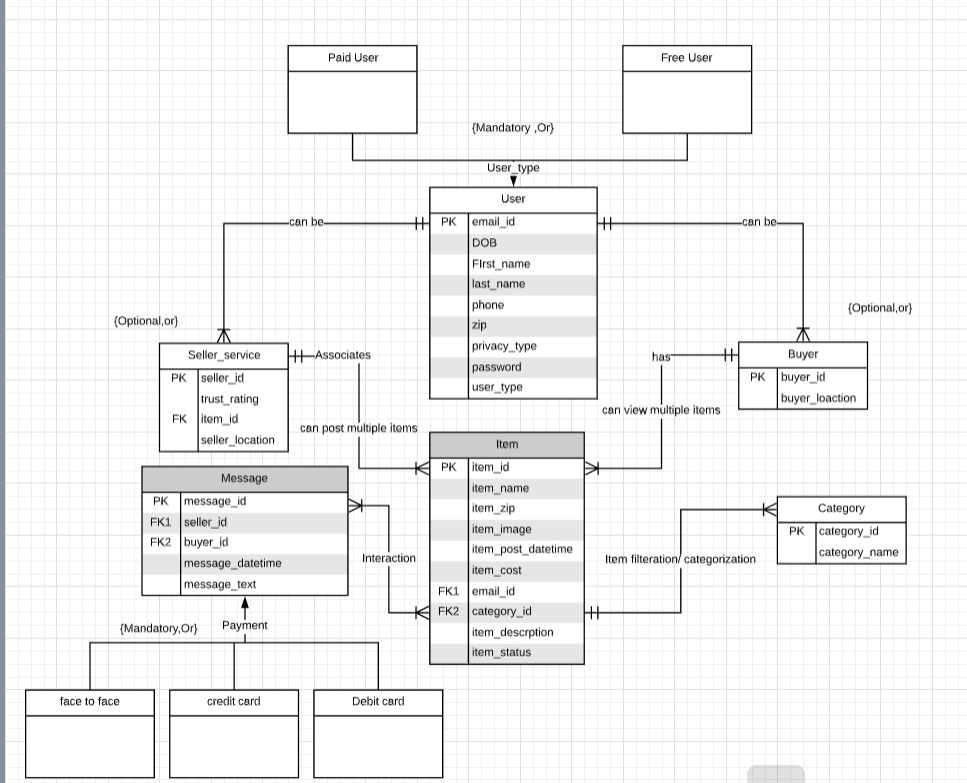 Paid User
Free User
{Mandatory ,Or}
User_type
User
PK email_id
DOB
FIrst_name
last_name
phone
zip
privacy_type
password
user_type
can be
can be
{Optional,or}
{Optional,or}
Seller_service
PK seller_id
trust_rating
FK item_id
seller_location
Associates
can post multiple items
has
can view multiple items
Buyer
PK buyer_id
buyer_loaction
Item
PK item_id
item_name
item_zip
item_image
item_post_datetime
item_cost
FK1 email_id
FK2 category_id
item_descrption
item_status
Message
PK message_id
FK1 seller_id
FK2 buyer_id
message_datetime
message_text
Interaction
Item filteration/ categorization
Category
PK category_id
category_name
{Mandatory,Or}
Payment
face to face
credit card
Debit card